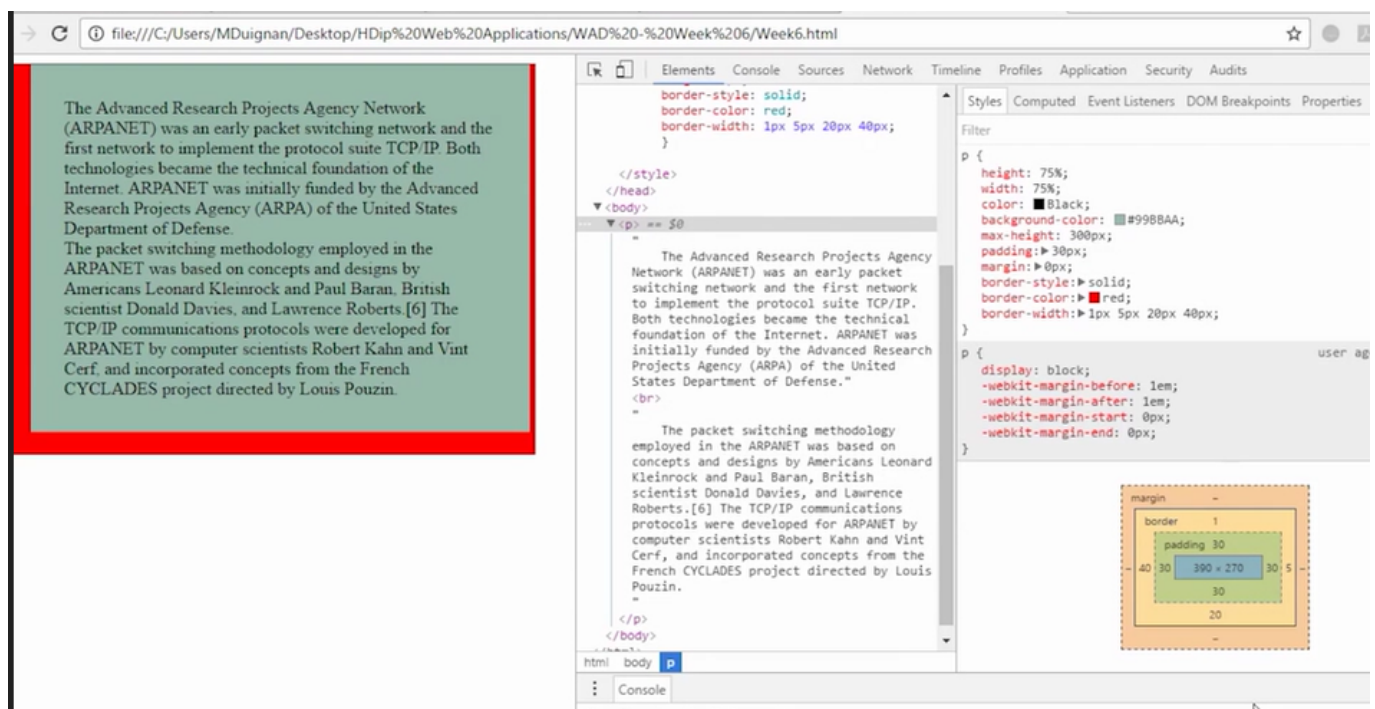 file:///C:/Users/MDuignan/Desktop/HDip%20Web%20Applications/WAD%20-%20Week%206/Week6.html
The Advanced Research Projects Agency Network
(ARPANET) was an early packet switching network and the
first network to implement the protocol suite TCP/IP. Both
technologies became the technical foundation of the
Internet. ARPANET was initially funded by the Advanced
Research Projects Agency (ARPA) of the United States
Department of Defense.
The packet switching methodology employed in the
ARPANET was based on concepts and designs by
Americans Leonard Kleinrock and Paul Baran, British
scientist Donald Davies, and Lawrence Roberts.[6] The
TCP/IP communications protocols were developed for
ARPANET by computer scientists Robert Kahn and Vint
Cerf, and incorporated concepts from the French
CYCLADES project directed by Louis Pouzin.
Elements Console Sources Network Timeline Profiles Application Security Audits
border-style: solid;
border-color: red;
border-width: 1px 5px 20px 40px;
}
</style>
</head>
▼<body>
... ▼<p> == $0
"
The Advanced Research Projects Agency
Network (ARPANET) was an early packet
switching network and the first network
to implement the protocol suite TCP/IP.
Both technologies became the technical
foundation of the Internet. ARPANET was
initially funded by the Advanced Research
Projects Agency (ARPA) of the United
States Department of Defense."
<br>
"
The packet switching methodology
employed in the ARPANET was based on
concepts and designs by Americans Leonard
Kleinrock and Paul Baran, British
scientist Donald Davies, and Lawrence
Roberts.[6] The TCP/IP communications
protocols were developed for ARPANET by
computer scientists Robert Kahn and Vint
Cerf, and incorporated concepts from the
French CYCLADES project directed by Louis
Pouzin.
"
</p>
</body>
</html>
html body p
Console
Styles Computed Event Listeners DOM Breakpoints Properties
Filter
p {
height: 75%;
width: 75%;
color: Black;
background-color: #99BBAA;
max-height: 300px;
padding:▶30px;
margin:▶0px;
border-style:▶solid;
border-color:▶red;
border-width:▶1px 5px 20px 40px;
}
p { user ag
display: block;
-webkit-margin-before: 1em;
-webkit-margin-after: 1em;
-webkit-margin-start: 0px;
-webkit-margin-end: 0px;
}
margin -
border 1
padding 30
- 40 30 390 × 270 30 5 -
30
20
-